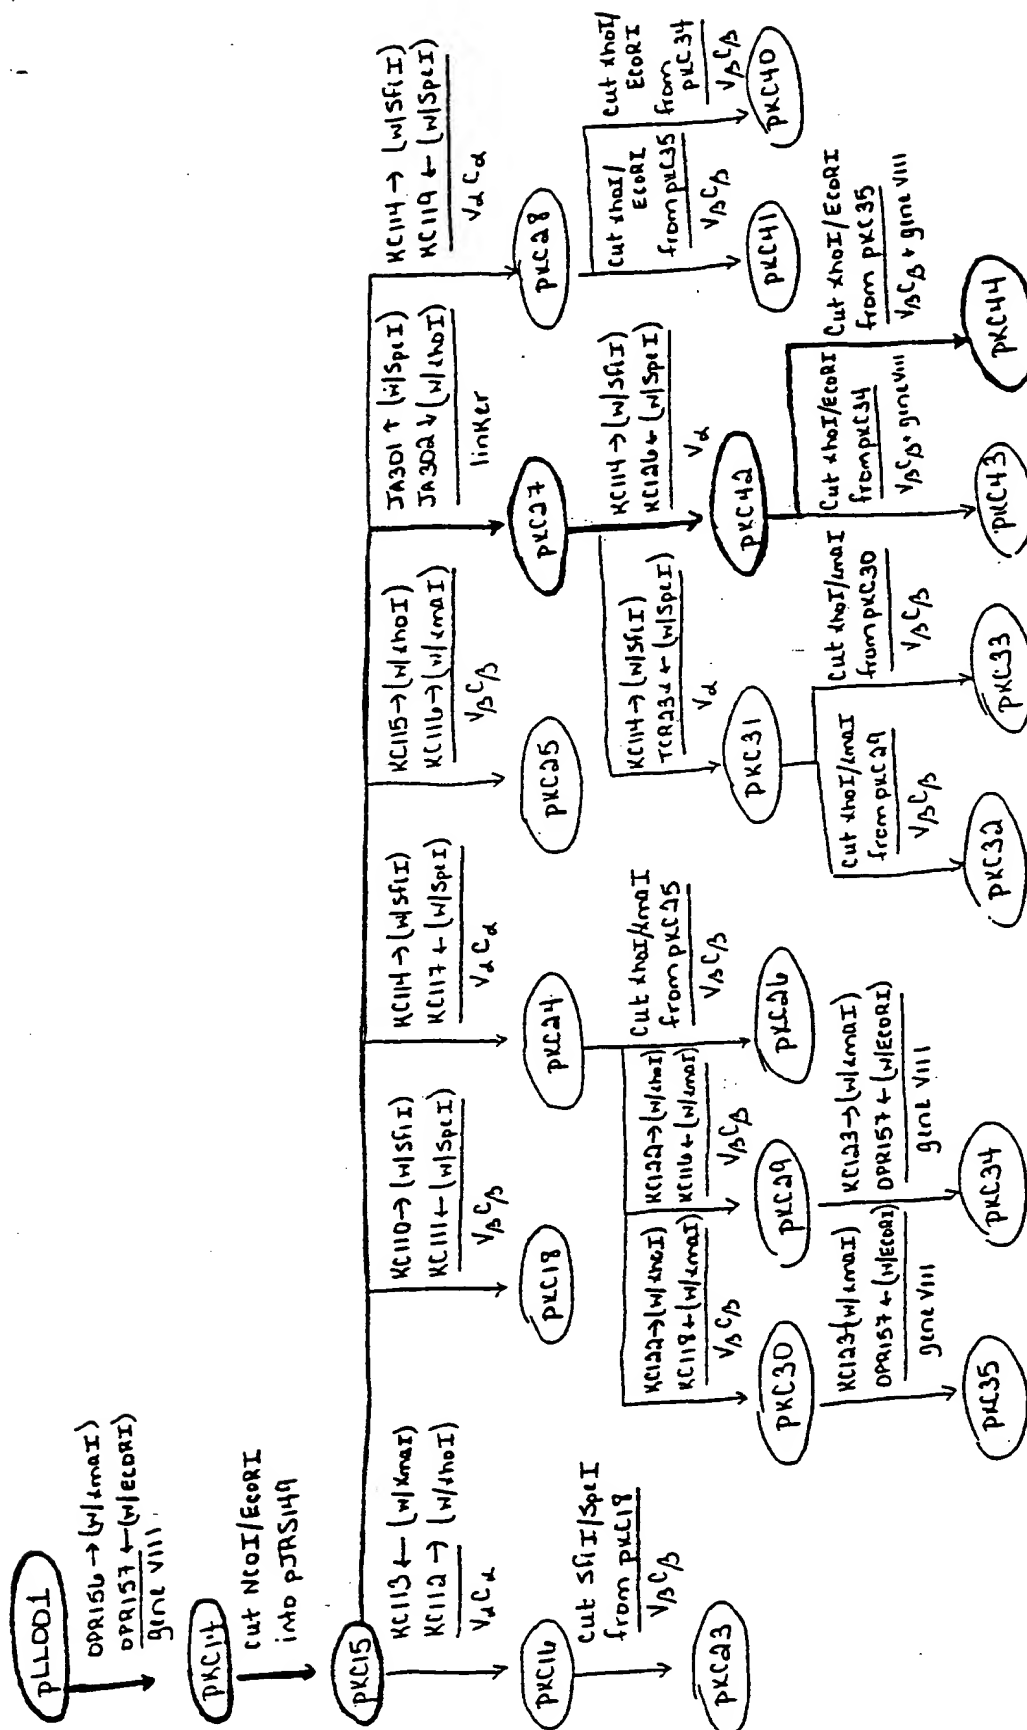 pLLOO1
OPR156 → (w/XmaI)
OPR157 ← (w/ECORI)
gene VIII.
pKC14
cut NCOI/EcoRI
into pJRS149
pKC15
KC113 ← (w/XmaI)
KC112 → (w/XhoI)
VαCα
pKC16
Cut SfiI/SpeI
from pKC18
VβCβ
pKC23
KC110 → (w/SfiI)
KC111 ← (w/SpeI)
VβCβ
pKC18
KC114 → (w/SfiI)
KC117 ← (w/SpeI)
VαCα
pKC24
KC122 → (w/XhoI)
KC118 ← (w/XmaI)
VβCβ
pKC30
KC123 (w/XmaI)
OPR157 ← (w/ECORI)
gene VIII
pKC35
KC122 → (w/XhoI)
KC116 ← (w/XmaI)
VβCβ
pKC29
KC123 → (w/XmaI)
OPR157 ← (w/ECORI)
gene VIII
pKC34
Cut XhoI/XmaI
from pKC25
VβCβ
pKC26
KC115 → (w/XhoI)
KC116 → (w/XmaI)
VβCβ
pKC25
JA301 ↑ (w/SpeI)
JA302 ↓ (w/XhoI)
linker
pKC27
KC114 → (w/SfiI)
TCR23α ← (w/SpeI)
Vα
pKC31
Cut XhoI/XmaI
from pKC29
VβCβ
pKC32
Cut XhoI/XmaI
from pKC30
VβCβ
pKC33
KC114 → (w/SfiI)
KC126 ← (w/SpeI)
Vα
pKC42
Cut XhoI/ECORI
from pKC34
VβCβ + gene VIII
pKC43
Cut XhoI/ECORI
from pKC35
VβCβ + gene VIII
pKC44
KC114 → (w/SfiI)
KC119 ← (w/SpeI)
VαCα
pKC28
Cut XhoI/
ECORI
from pKC35
VβCβ
pKC41
Cut XhoI/
ECORI
from
pKC34
VβCβ
pKC40